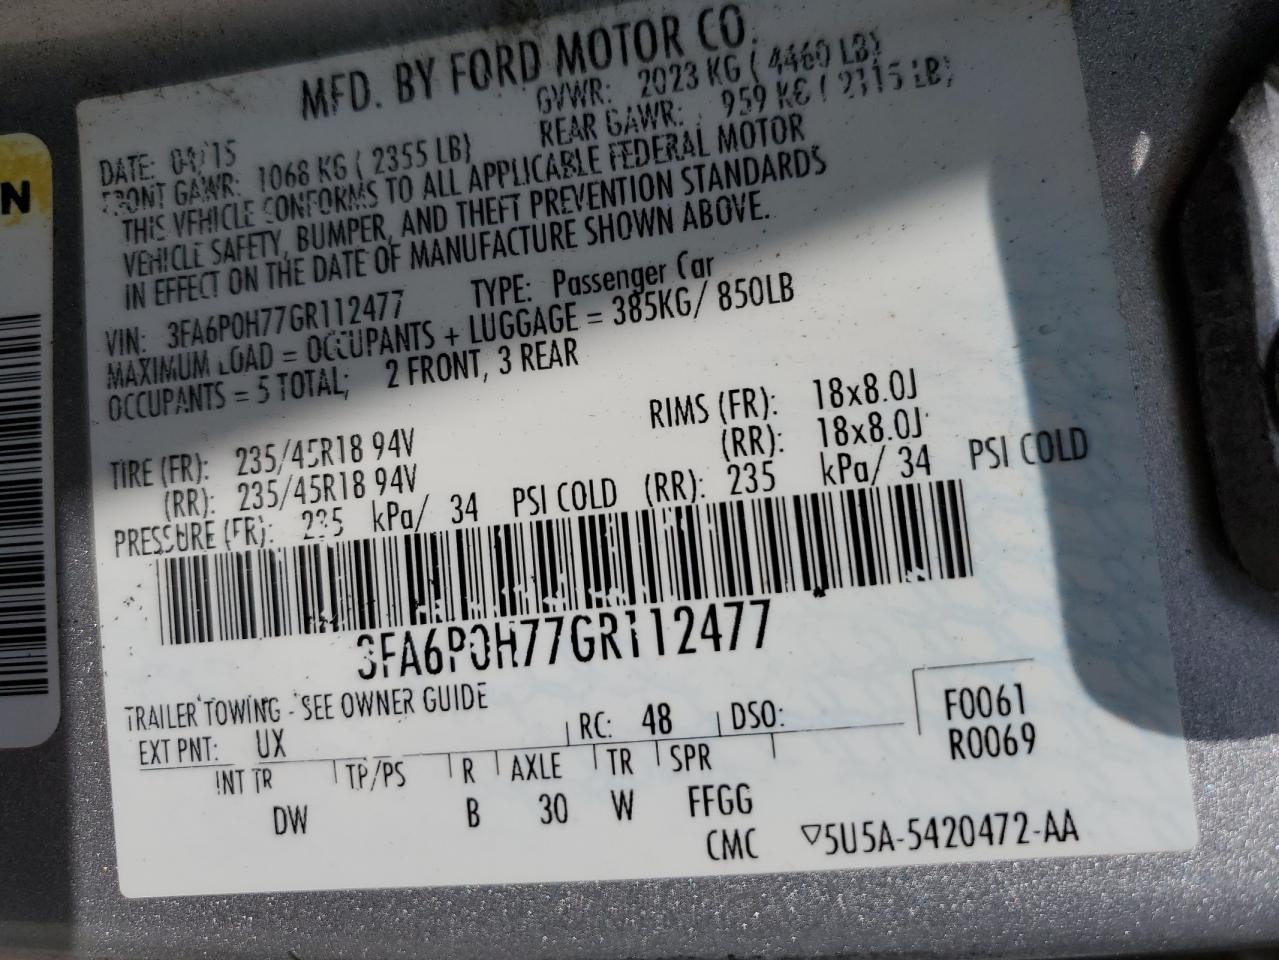 MFD. BY FORD MOTOR CO.
DATE: 04/15 GVWR: 2023 KG ( 4460 LB)
FRONT GAWR: 1068 KG ( 2355 LB) REAR GAWR: 959 KG ( 2115 LB)
THIS VEHICLE CONFORMS TO ALL APPLICABLE FEDERAL MOTOR
VEHICLE SAFETY, BUMPER, AND THEFT PREVENTION STANDARDS
IN EFFECT ON THE DATE OF MANUFACTURE SHOWN ABOVE.
VIN: 3FA6P0H77GR112477 TYPE: Passenger Car
MAXIMUM LOAD = OCCUPANTS + LUGGAGE = 385KG/ 850LB
OCCUPANTS = 5 TOTAL; 2 FRONT, 3 REAR
TIRE (FR): 235/45R18 94V RIMS (FR): 18x8.0J
(RR): 235/45R18 94V (RR): 18x8.0J
PRESSURE (FR): 235 kPa/ 34 PSI COLD (RR): 235 kPa/ 34 PSI COLD
3FA6P0H77GR112477
TRAILER TOWING - SEE OWNER GUIDE
EXT PNT: UX RC: 48 DSO: F0061
R0069
INT TR TP/PS R AXLE TR SPR
DW B 30 W FFGG
CMC ▽5U5A-5420472-AA
N